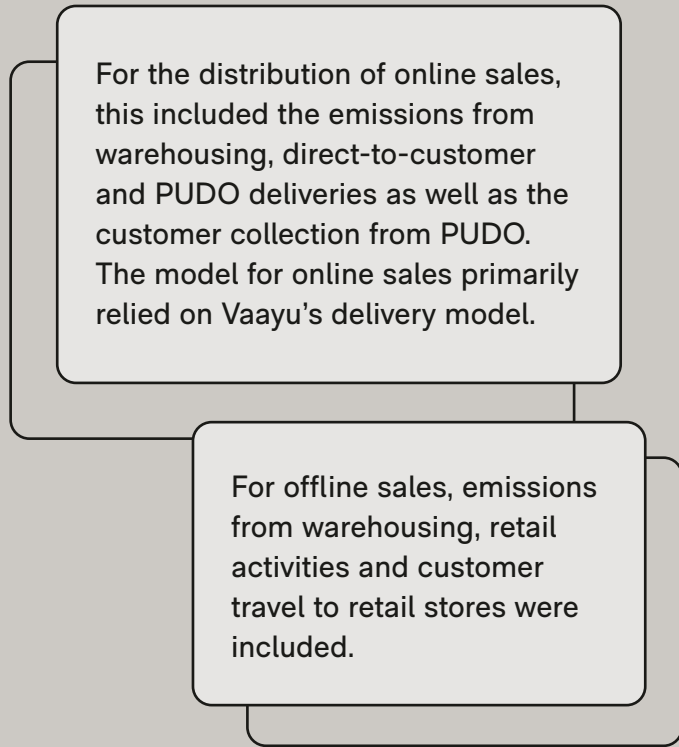 For the distribution of online sales,
this included the emissions from
warehousing, direct-to-customer
and PUDO deliveries as well as the
customer collection from PUDO.
The model for online sales primarily
relied on Vaayu’s delivery model.
For offline sales, emissions
from warehousing, retail
activities and customer
travel to retail stores were
included.